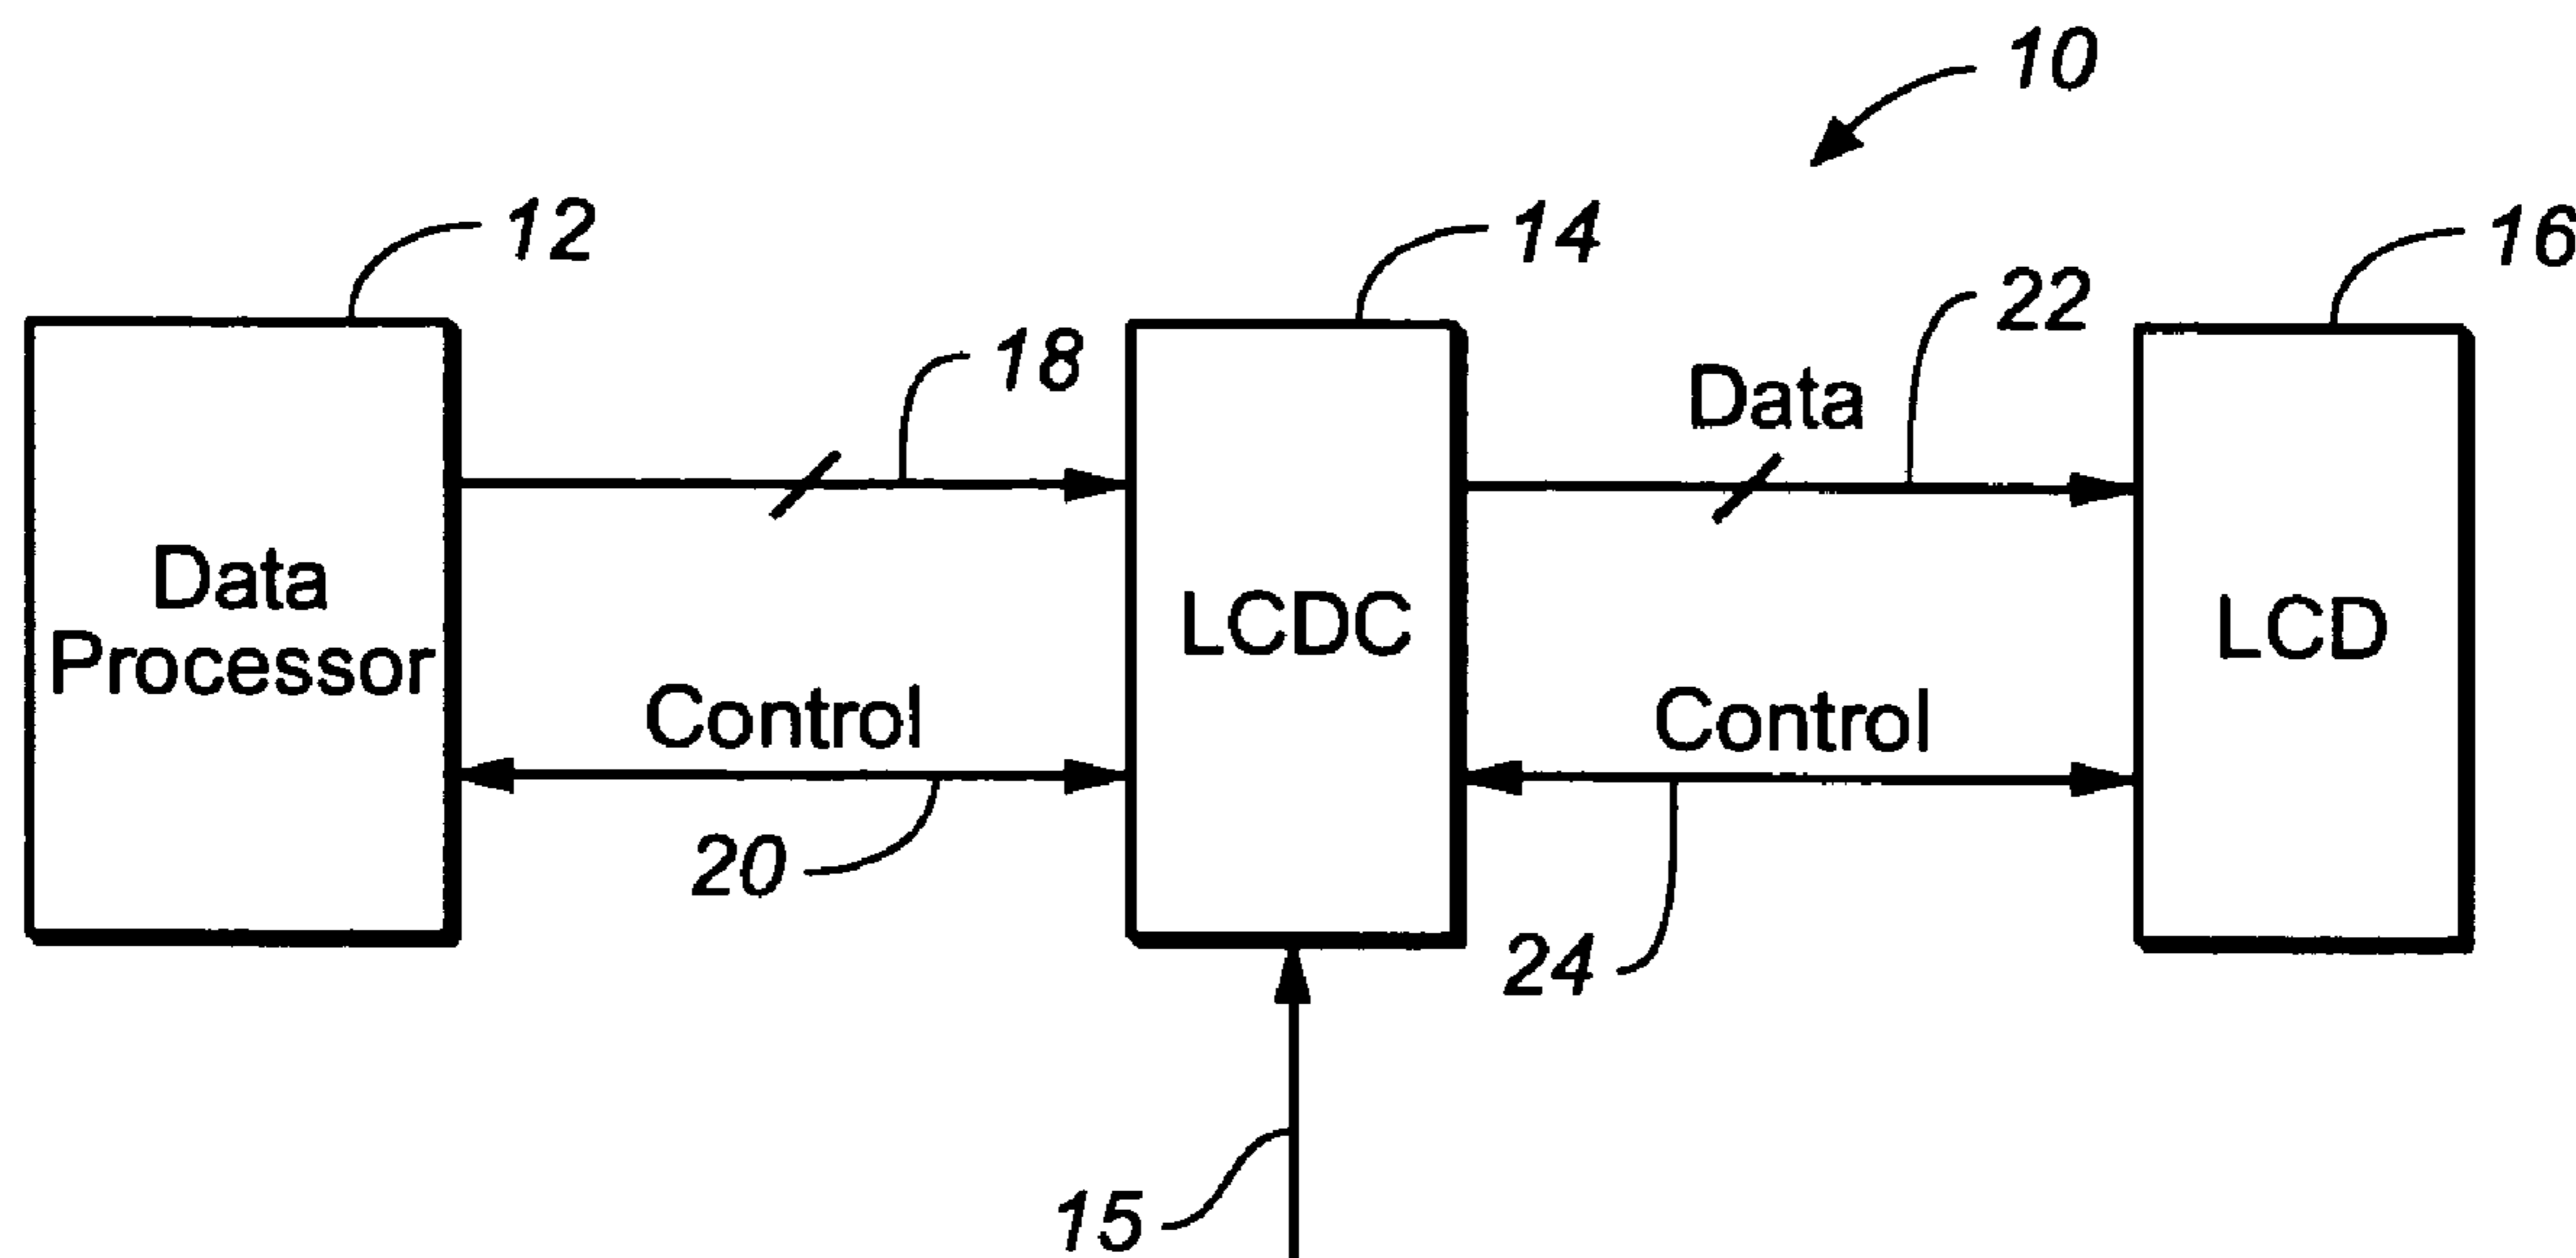 10
12
14
16
18
22
Data
Data
Processor
LCDC
LCD
Control
Control
20
24
15